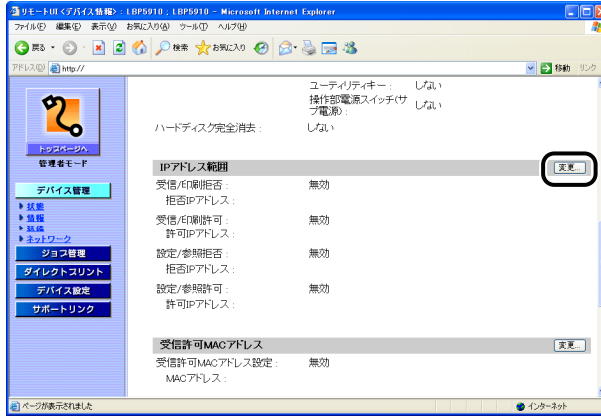 リモートUI <デバイス情報> : LBP5910 ; LBP5910 - Microsoft Internet Explorer
ファイル(F) 編集(E) 表示(V) お気に入り(A) ツール(T) ヘルプ(H)
戻る 検索 お気に入り
アドレス(D) http:// 移動 リンク
ユーティリティキー : しない
操作部電源スイッチ(サブ電源) : しない
ハードディスク完全消去 : しない
トップページへ
管理者モード
IPアドレス範囲 変更...
受信/印刷拒否 : 無効
拒否IPアドレス :
受信/印刷許可 : 無効
許可IPアドレス :
設定/参照拒否 : 無効
拒否IPアドレス :
設定/参照許可 : 無効
許可IPアドレス :
デバイス管理
状態
情報
装備
ネットワーク
ジョブ管理
ダイレクトプリント
デバイス設定
サポートリンク
受信許可MACアドレス 変更...
受信許可MACアドレス設定 : 無効
MACアドレス :
ページが表示されました インターネット